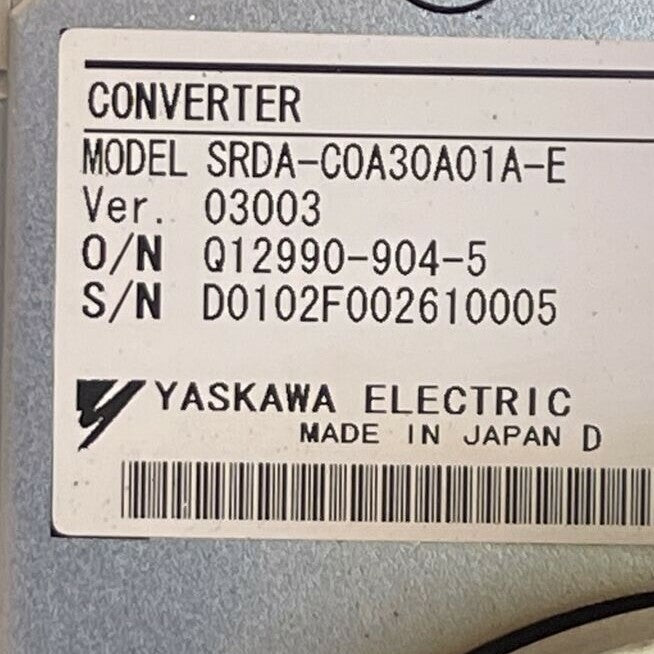 CONVERTER
MODEL SRDA-COA30A01A-E
Ver. 03003
O/N Q12990-904-5
S/N D0102F002610005
YASKAWA ELECTRIC
MADE IN JAPAN D